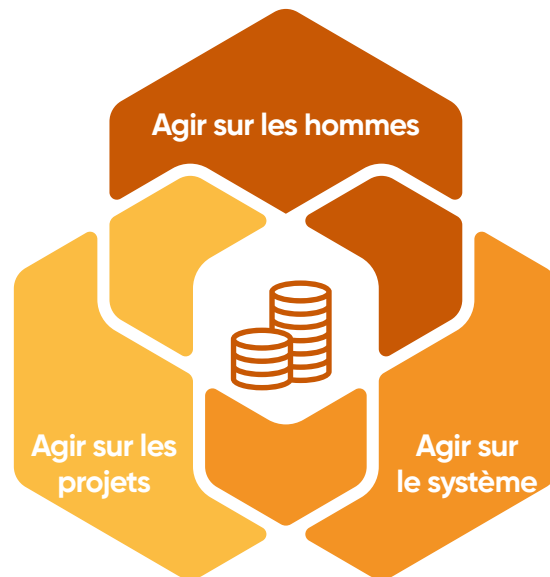 Agir sur les hommes
Agir sur les
projets
Agir sur
le système